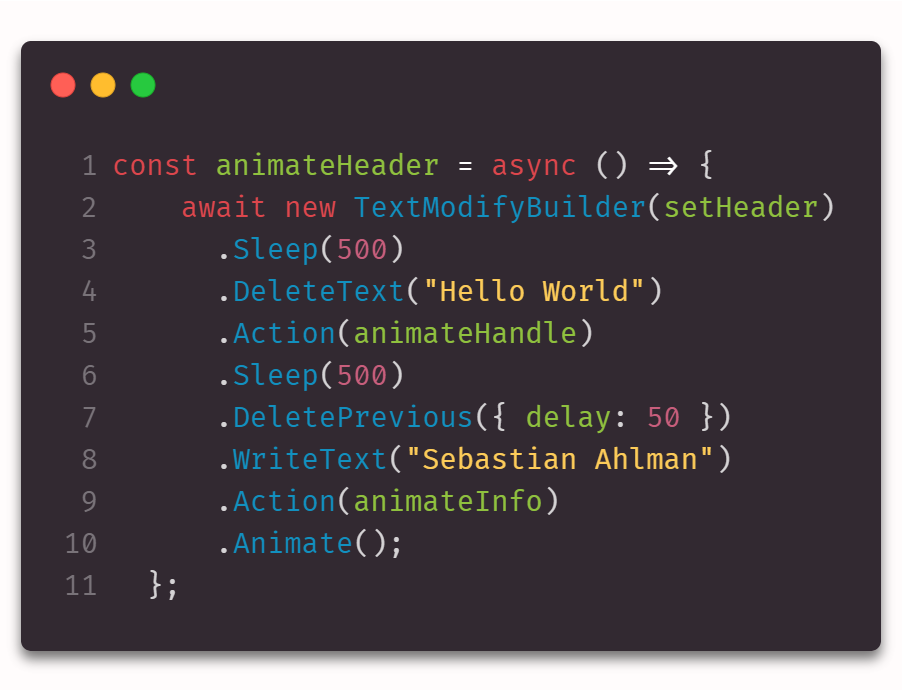 1 const animateHeader = async () => {
2     await new TextModifyBuilder(setHeader)
3       .Sleep(500)
4       .DeleteText("Hello World")
5       .Action(animateHandle)
6       .Sleep(500)
7       .DeletePrevious({ delay: 50 })
8       .WriteText("Sebastian Ahlman")
9       .Action(animateInfo)
10       .Animate();
11   };